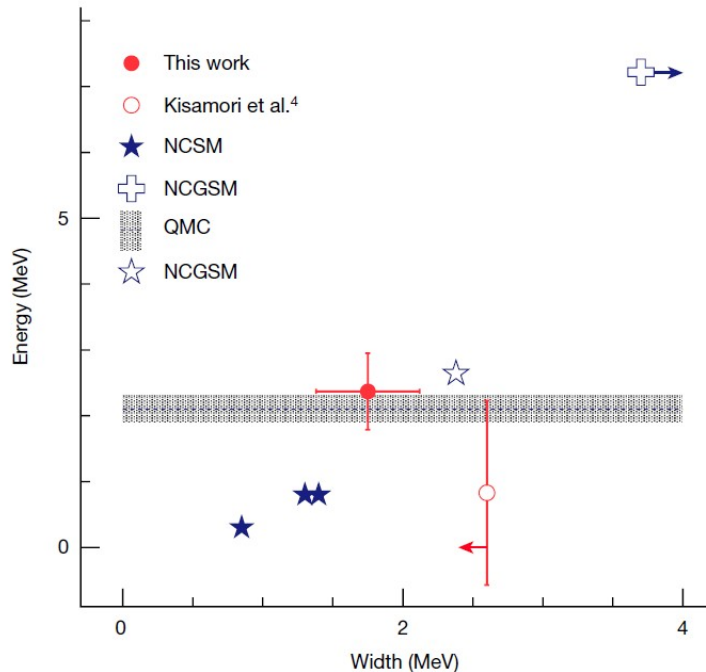 This work
Kisamori et al.⁴
NCSM
NCGSM
5
QMC
NCGSM
Energy (MeV)
0
0
2
4
Width (MeV)